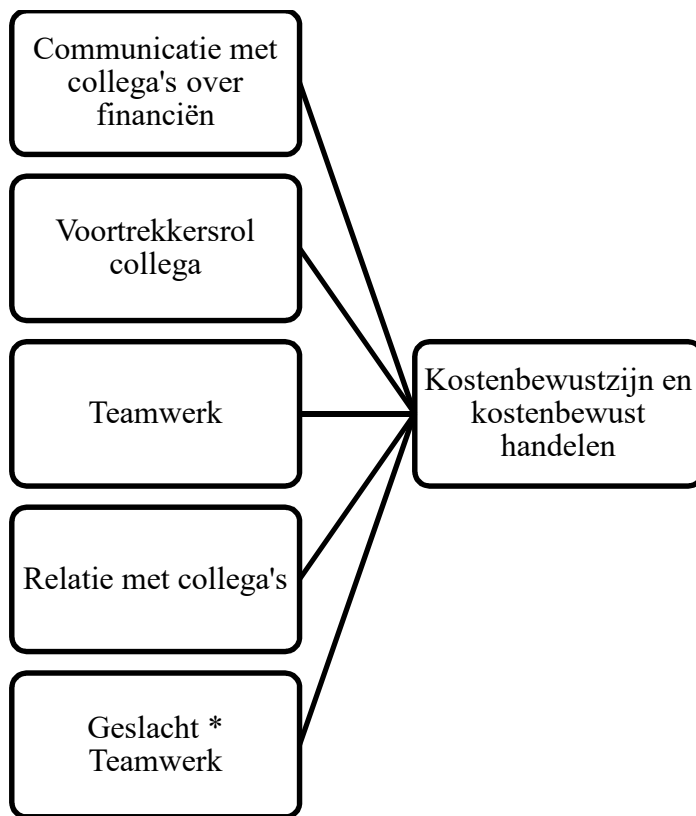 Communicatie met
collega's over
financiën
Voortrekkersrol
collega
Teamwerk
Relatie met collega's
Geslacht *
Teamwerk
Kostenbewustzijn en
kostenbewust
handelen